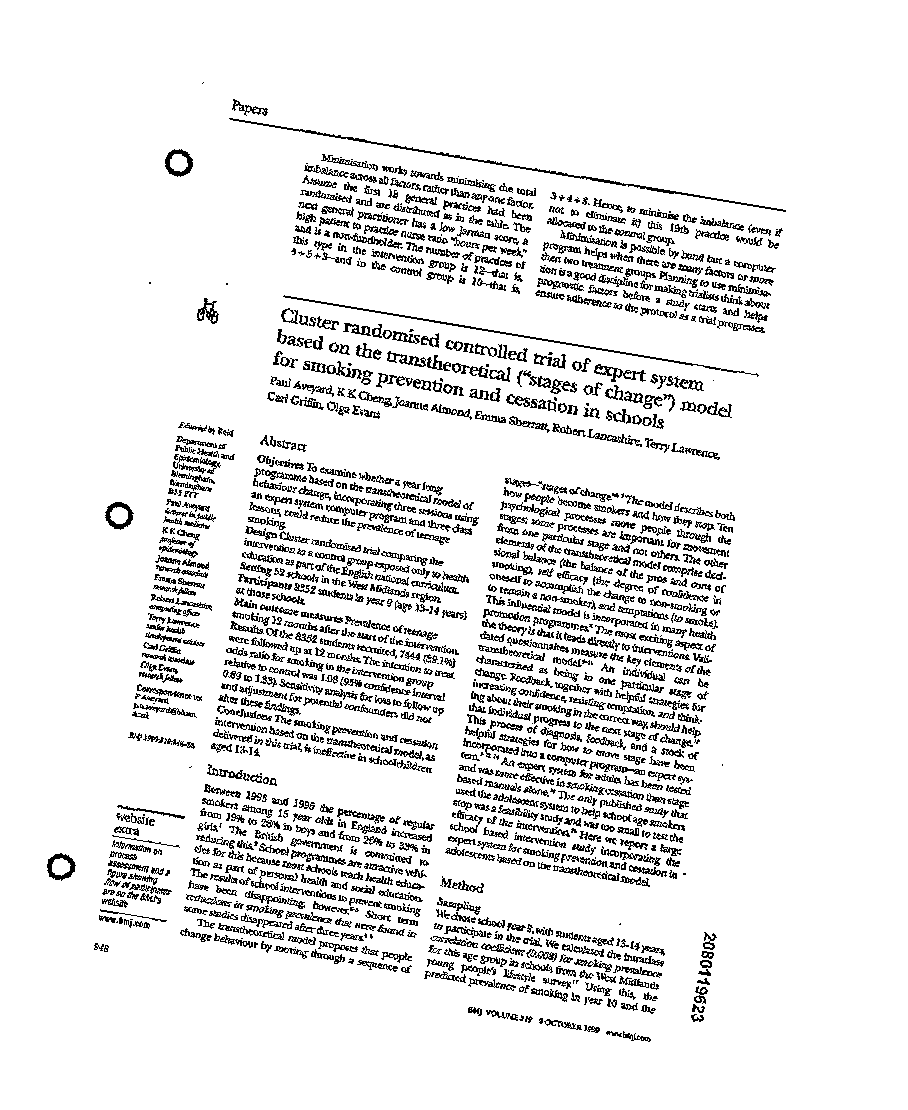 Papers
Minimisation works towards minimising the total
imbalance across all factors, rather than any one factor.
Assume the first 18 general practices had been
randomised and are distributed as in the table. The
next general practitioner has a low Jarman score, a
high patient to practice nurse ratio "hours per week,"
and is a non-fundholder. The number of practices of
this type in the intervention group is 12—that is,
4+5+3—and in the control group is 10—that is,
3+4+3. Hence, to minimise the imbalance (even if
not to eliminate it) this 19th practice would be
allocated to the control group.
Minimisation is possible by hand but a computer
program helps when there are many factors or more
then two treatment groups. Planning to use minimisa-
tion is a good discipline for making trialists think about
prognostic factors before a study starts and helps
ensure adherence to the protocol as a trial progresses.
Cluster randomised controlled trial of expert system
based on the transtheoretical ("stages of change") model
for smoking prevention and cessation in schools
Paul Aveyard, K K Cheng, Joanne Almond, Emma Sherratt, Robert Lancashire, Terry Lawrence,
Carl Griffin, Olga Evans
Editorial by Reid
Department of
Public Health and
Epidemiology,
University of
Birmingham,
Birmingham
B15 2TT
Paul Aveyard
lecturer in public
health medicine
K K Cheng
professor of
epidemiology
Joanne Almond
research associate
Emma Sherratt
research fellow
Robert Lancashire
computing officer
Terry Lawrence
senior health
Carl Griffin
research associate
Olga Evans
research fellow
Correspondence to:
P Aveyard
Abstract
Objectives To examine whether a year long
programme based on the transtheoretical model of
behaviour change, incorporating three sessions using
an expert system computer program and three class
lessons, could reduce the prevalence of teenage
smoking.
Design Cluster randomised trial comparing the
intervention to a control group exposed only to health
education as part of the English national curriculum.
Setting 52 schools in the West Midlands region.
Participants 8352 students in year 9 (age 13-14 years)
at those schools.
Main outcome measures Prevalence of teenage
smoking 12 months after the start of the intervention.
Results Of the 8352 students recruited, 7444 (89.1%)
were followed up at 12 months. The intention to treat
odds ratio for smoking in the intervention group
relative to control was 1.08 (95% confidence interval
0.89 to 1.33). Sensitivity analysis for loss to follow up
and adjustment for potential confounders did not
alter these findings.
Conclusions The smoking prevention and cessation
intervention based on the transtheoretical model, as
delivered in this trial, is ineffective in schoolchildren
aged 13-14.
Introduction
Between 1988 and 1996 the percentage of regular
smokers among 15 year olds in England increased
from 19% to 28% in boys and from 26% to 33% in
girls. The British government is committed to
reducing this. School programmes are attractive vehi-
cles for this because most schools teach health educa-
tion as part of personal health and social education.
The results of school interventions to prevent smoking
have been disappointing, however. Short term
reductions in smoking prevalence that were found in
some studies disappeared after three years.
The transtheoretical model proposes that people
change behaviour by moving through a sequence of
stages—"stages of change." The model describes both
how people become smokers and how they stop. Ten
psychological processes move people through the
stages; some processes are important for movement
from one particular stage and not others. The other
elements of the transtheoretical model comprise deci-
sional balance (the balance of the pros and cons of
smoking), self efficacy (the degree of confidence in
oneself to accomplish the change to non-smoking or
to remain a non-smoker), and temptations (to smoke).
This influential model is incorporated in many health
promotion programmes. The most exciting aspect of
the theory is that it leads directly to interventions. Vali-
dated questionnaires measure the key elements of the
transtheoretical model. An individual can be
characterised as being in one particular stage of
change. Feedback, together with helpful strategies for
increasing confidence, resisting temptation, and think-
ing about their smoking in the correct way, should help
that individual progress to the next stage of change.
This process of diagnosis, feedback, and a stock of
helpful strategies for how to move stage have been
incorporated into a computer program—an expert sys-
tem. An expert system for adults has been tested
and was more effective in smoking cessation than stage
based manuals alone. The only published study that
used the adolescent system to help school age smokers
stop was a feasibility study and was too small to test the
efficacy of the intervention. Here we report a large
school based intervention study incorporating the
expert system for smoking prevention and cessation in
adolescents based on the transtheoretical model.
Method
Sampling
We chose school year 9, with students aged 13-14 years,
to participate in the trial. We calculated the intraclass
correlation coefficient (0.008) for smoking prevalence
for this age group in schools from the West Midlands
young people's lifestyle survey. Using this, the
predicted prevalence of smoking in year 10 and the
website
extra
Information on
process
assessment and a
figure showing
flow of participants
are on the BMJ's
website
www.bmj.com
948
BMJ VOLUME 319 9 OCTOBER 1999 www.bmj.com
2080119623